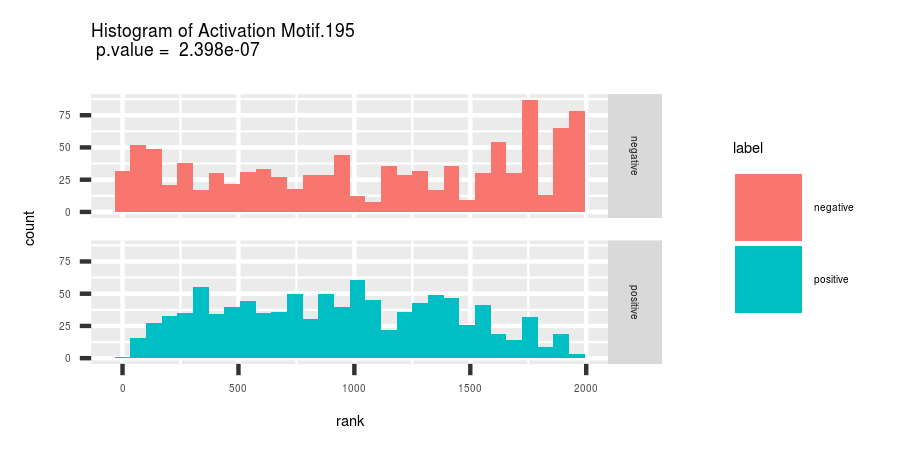 Histogram of Activation Motif.195
p.value = 2.398e-07
count
75
50
25
0
negative
75
50
25
0
positive
0 500 1000 1500 2000
rank
label
negative
positive